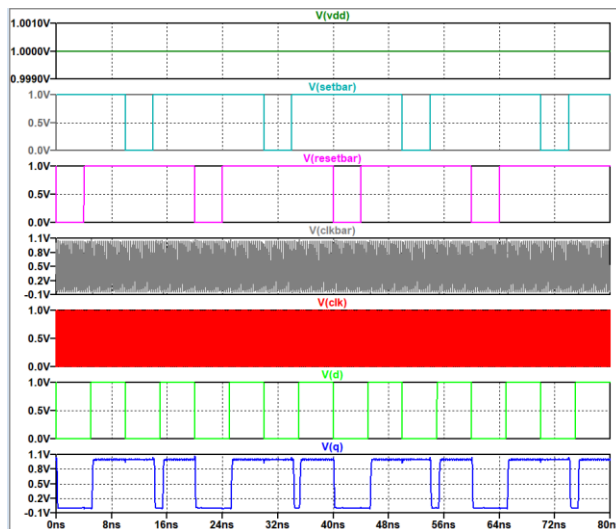 V(vdd)
1.0010V
1.0000V
0.9990V
V(setbar)
1.0V
0.5V
0.0V
V(resetbar)
1.0V
0.5V
0.0V
V(clkbar)
1.1V
0.8V
0.5V
0.2V
-0.1V
V(clk)
1.0V
0.5V
0.0V
V(d)
1.0V
0.5V
0.0V
V(q)
1.1V
0.8V
0.5V
0.2V
-0.1V
0ns 8ns 16ns 24ns 32ns 40ns 48ns 56ns 64ns 72ns 80ns